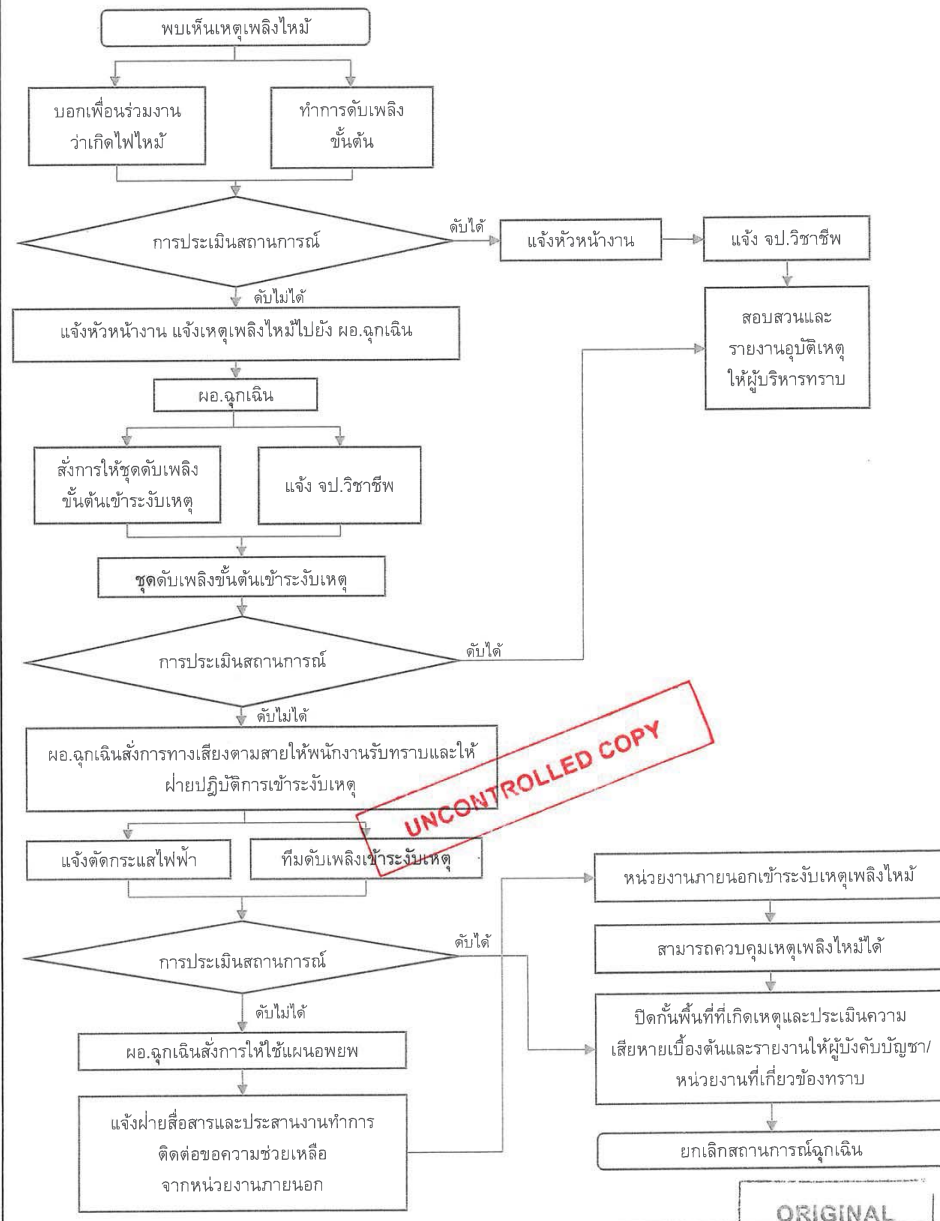 พบเห็นเหตุเพลิงไหม้
บอกเพื่อนร่วมงาน
ว่าเกิดไฟไหม้
ทำการดับเพลิง
ขั้นต้น
การประเมินสถานการณ์
ดับได้
แจ้งหัวหน้างาน
แจ้ง จป.วิชาชีพ
สอบสวนและ
รายงานอุบัติเหตุ
ให้ผู้บริหารทราบ
ดับไม่ได้
แจ้งหัวหน้างาน แจ้งเหตุเพลิงไหม้ไปยัง ผอ.ฉุกเฉิน
ผอ.ฉุกเฉิน
สั่งการให้ชุดดับเพลิง
ขั้นต้นเข้าระงับเหตุ
แจ้ง จป.วิชาชีพ
ชุดดับเพลิงขั้นต้นเข้าระงับเหตุ
การประเมินสถานการณ์
ดับได้
ดับไม่ได้
ผอ.ฉุกเฉินสั่งการทางเสียงตามสายให้พนักงานรับทราบและให้
ฝ่ายปฏิบัติการเข้าระงับเหตุ
UNCONTROLLED COPY
แจ้งตัดกระแสไฟฟ้า
ทีมดับเพลิงเข้าระงับเหตุ
การประเมินสถานการณ์
ดับได้
ดับไม่ได้
ผอ.ฉุกเฉินสั่งการให้ใช้แผนอพยพ
แจ้งฝ่ายสื่อสารและประสานงานทำการ
ติดต่อขอความช่วยเหลือ
จากหน่วยงานภายนอก
หน่วยงานภายนอกเข้าระงับเหตุเพลิงไหม้
สามารถควบคุมเหตุเพลิงไหม้ได้
ปิดกั้นพื้นที่ที่เกิดเหตุและประเมินความ
เสียหายเบื้องต้นและรายงานให้ผู้บังคับบัญชา/
หน่วยงานที่เกี่ยวข้องทราบ
ยกเลิกสถานการณ์ฉุกเฉิน
ORIGINAL